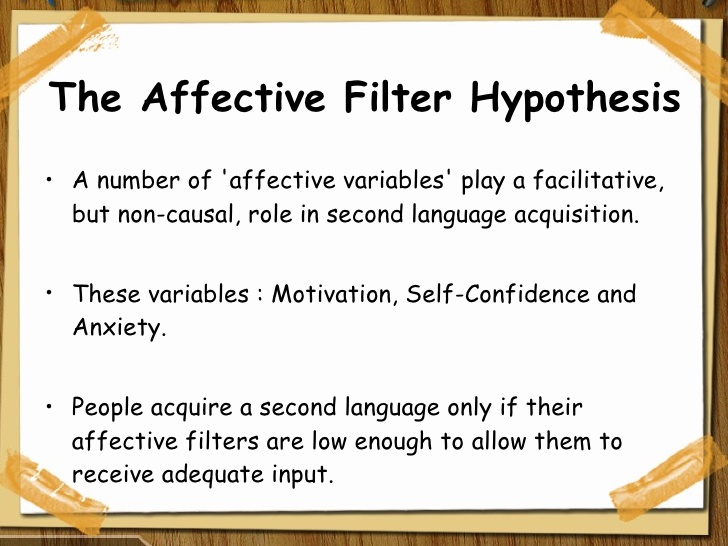 The Affective Filter Hypothesis
• A number of 'affective variables' play a facilitative,
but non-causal, role in second language acquisition.
• These variables : Motivation, Self-Confidence and
Anxiety.
• People acquire a second language only if their
affective filters are low enough to allow them to
receive adequate input.